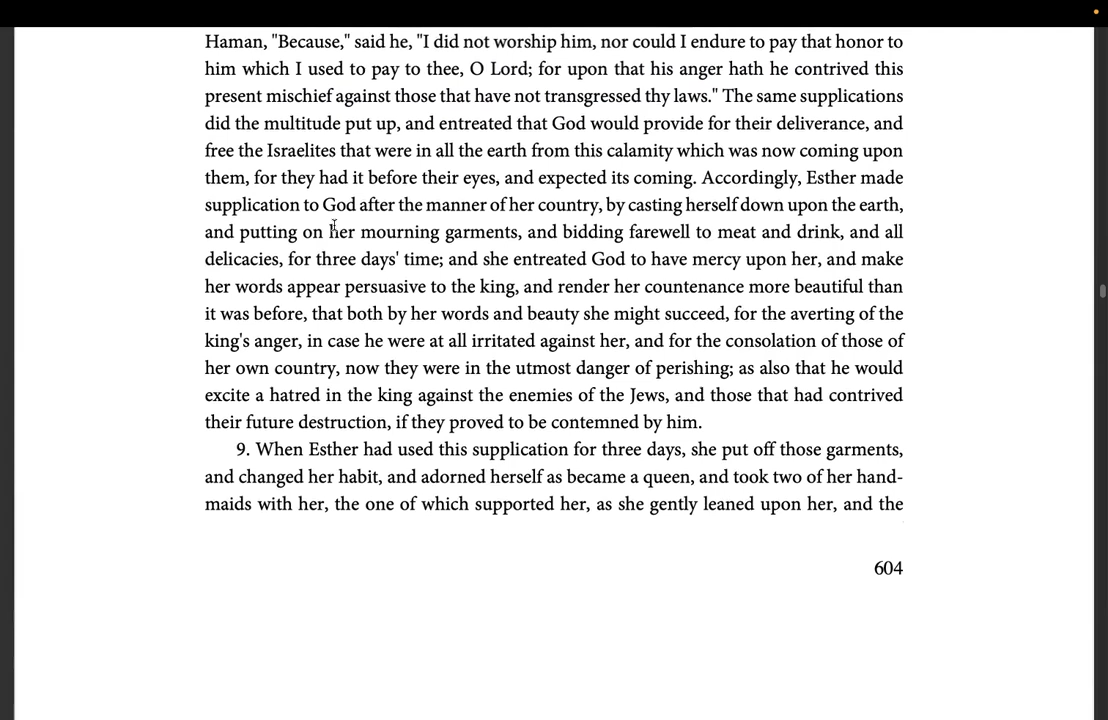 Haman, "Because," said he, "I did not worship him, nor could I endure to pay that honor to
him which I used to pay to thee, O Lord; for upon that his anger hath he contrived this
present mischief against those that have not transgressed thy laws." The same supplications
did the multitude put up, and entreated that God would provide for their deliverance, and
free the Israelites that were in all the earth from this calamity which was now coming upon
them, for they had it before their eyes, and expected its coming. Accordingly, Esther made
supplication to God after the manner of her country, by casting herself down upon the earth,
and putting on her mourning garments, and bidding farewell to meat and drink, and all
delicacies, for three days' time; and she entreated God to have mercy upon her, and make
her words appear persuasive to the king, and render her countenance more beautiful than
it was before, that both by her words and beauty she might succeed, for the averting of the
king's anger, in case he were at all irritated against her, and for the consolation of those of
her own country, now they were in the utmost danger of perishing; as also that he would
excite a hatred in the king against the enemies of the Jews, and those that had contrived
their future destruction, if they proved to be contemned by him.
9. When Esther had used this supplication for three days, she put off those garments,
and changed her habit, and adorned herself as became a queen, and took two of her hand-
maids with her, the one of which supported her, as she gently leaned upon her, and the
604